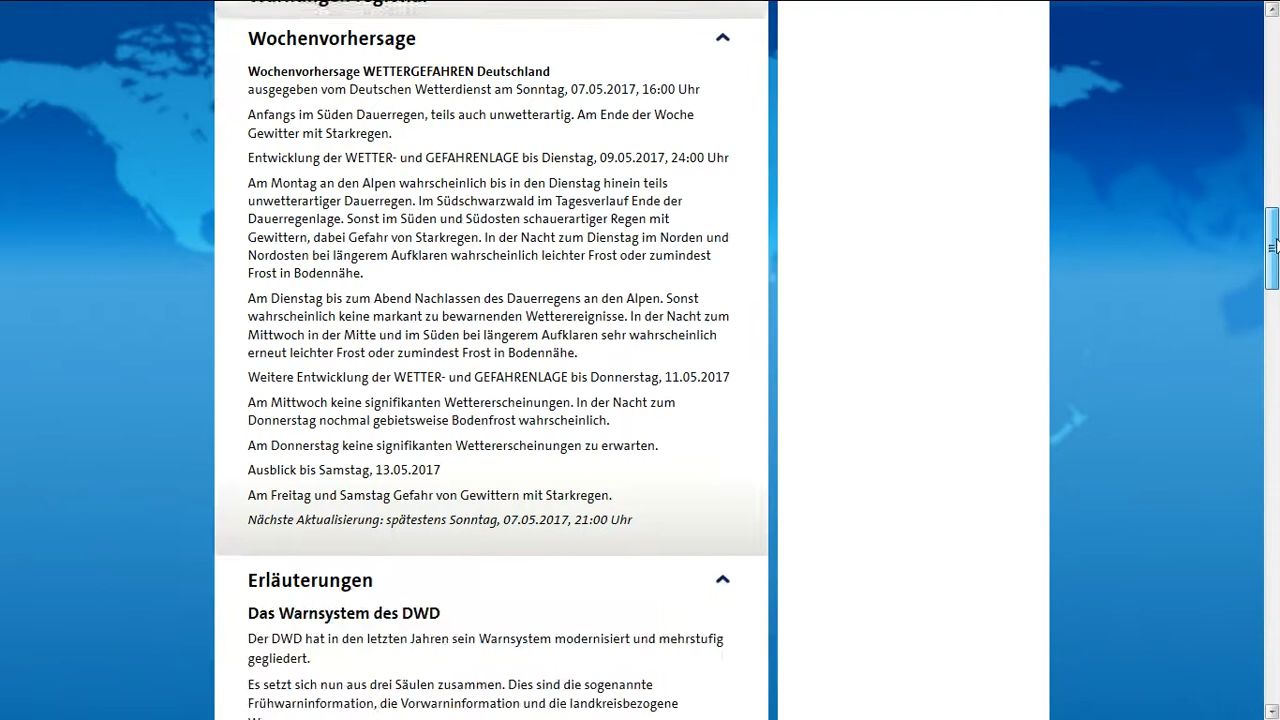 Wochenvorhersage
Wochenvorhersage WETTERGEFAHREN Deutschland
ausgegeben vom Deutschen Wetterdienst am Sonntag, 07.05.2017, 16:00 Uhr
Anfangs im Süden Dauerregen, teils auch unwetterartig. Am Ende der Woche
Gewitter mit Starkregen.
Entwicklung der WETTER- und GEFAHRENLAGE bis Dienstag, 09.05.2017, 24:00 Uhr
Am Montag an den Alpen wahrscheinlich bis in den Dienstag hinein teils
unwetterartiger Dauerregen. Im Südschwarzwald im Tagesverlauf Ende der
Dauerregenlage. Sonst im Süden und Südosten schauerartiger Regen mit
Gewittern, dabei Gefahr von Starkregen. In der Nacht zum Dienstag im Norden und
Nordosten bei längerem Aufklaren wahrscheinlich leichter Frost oder zumindest
Frost in Bodennähe.
Am Dienstag bis zum Abend Nachlassen des Dauerregens an den Alpen. Sonst
wahrscheinlich keine markant zu bewarnenden Wetterereignisse. In der Nacht zum
Mittwoch in der Mitte und im Süden bei längerem Aufklaren sehr wahrscheinlich
erneut leichter Frost oder zumindest Frost in Bodennähe.
Weitere Entwicklung der WETTER- und GEFAHRENLAGE bis Donnerstag, 11.05.2017
Am Mittwoch keine signifikanten Wettererscheinungen. In der Nacht zum
Donnerstag nochmal gebietsweise Bodenfrost wahrscheinlich.
Am Donnerstag keine signifikanten Wettererscheinungen zu erwarten.
Ausblick bis Samstag, 13.05.2017
Am Freitag und Samstag Gefahr von Gewittern mit Starkregen.
Nächste Aktualisierung: spätestens Sonntag, 07.05.2017, 21:00 Uhr
Erläuterungen
Das Warnsystem des DWD
Der DWD hat in den letzten Jahren sein Warnsystem modernisiert und mehrstufig
gegliedert.
Es setzt sich nun aus drei Säulen zusammen. Dies sind die sogenannte
Frühwarninformation, die Vorwarninformation und die landkreisbezogene